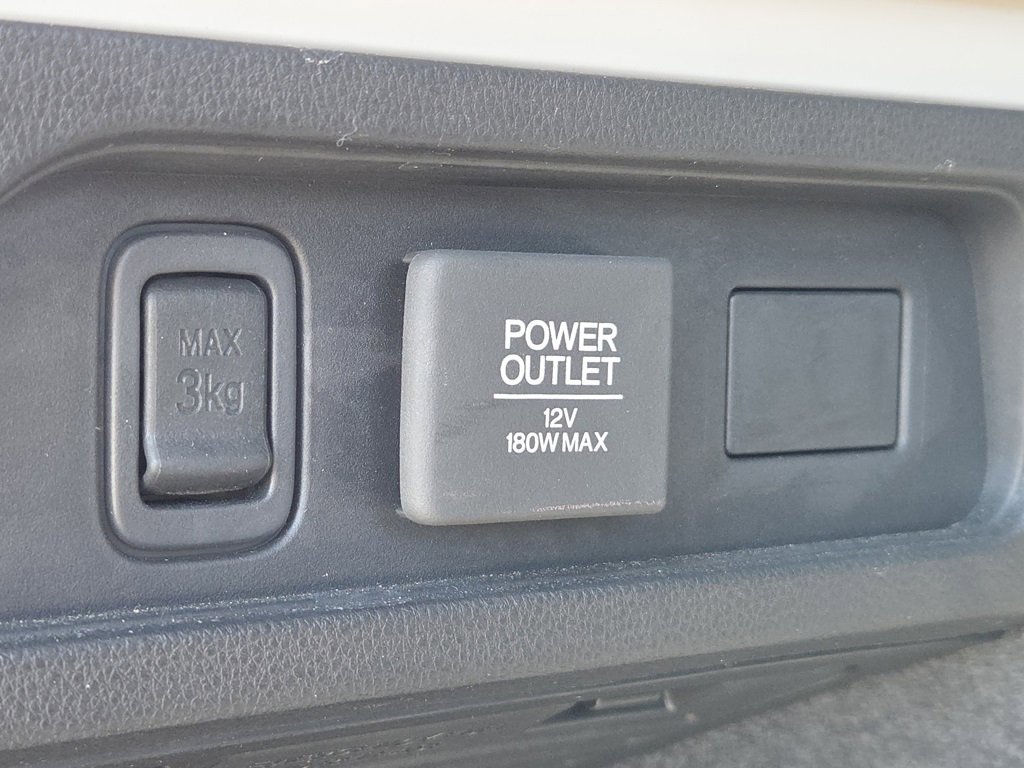 MAX
3kg
POWER
OUTLET
12V
180W MAX